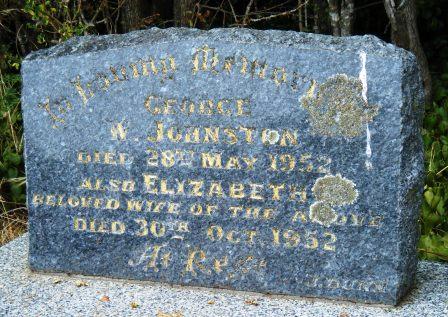 In Loving Memory
GEORGE
W. JOHNSTON
DIED 28TH MAY 1952
ALSO ELIZABETH
BELOVED WIFE OF THE ABOVE
DIED 30TH OCT. 1952
At Rest
J. DUNN